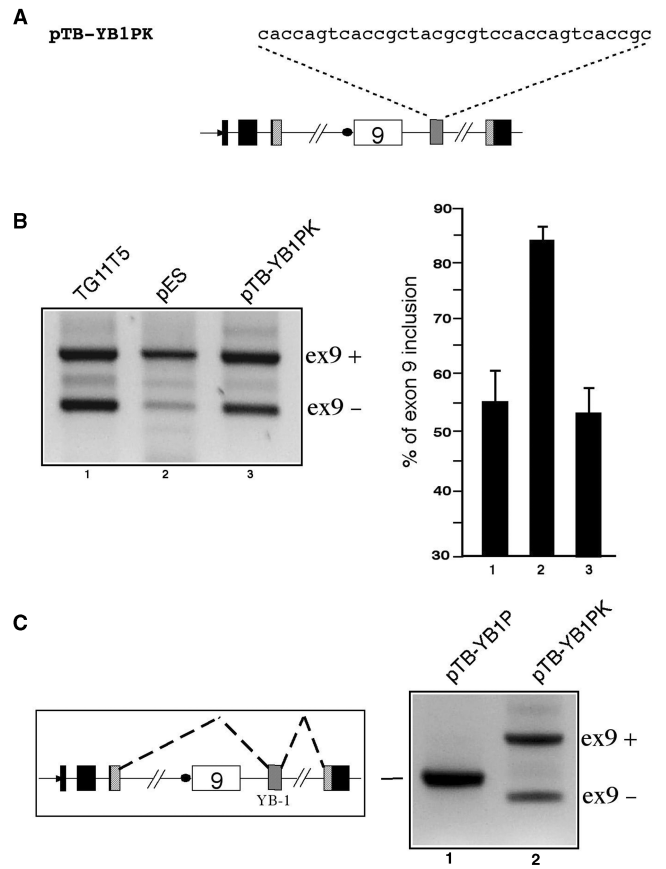 A
pTB–YB1PK
caccagtcaccgctacgcgtccaccagtcaccgc
9
B
TG11T5
pES
pTB-YB1PK
ex9 +
ex9 –
1
2
3
% of exon 9 inclusion
90
80
70
60
50
40
30
1
2
3
C
9
YB-1
pTB-YB1P
pTB-YB1PK
ex9 +
ex9 –
1
2